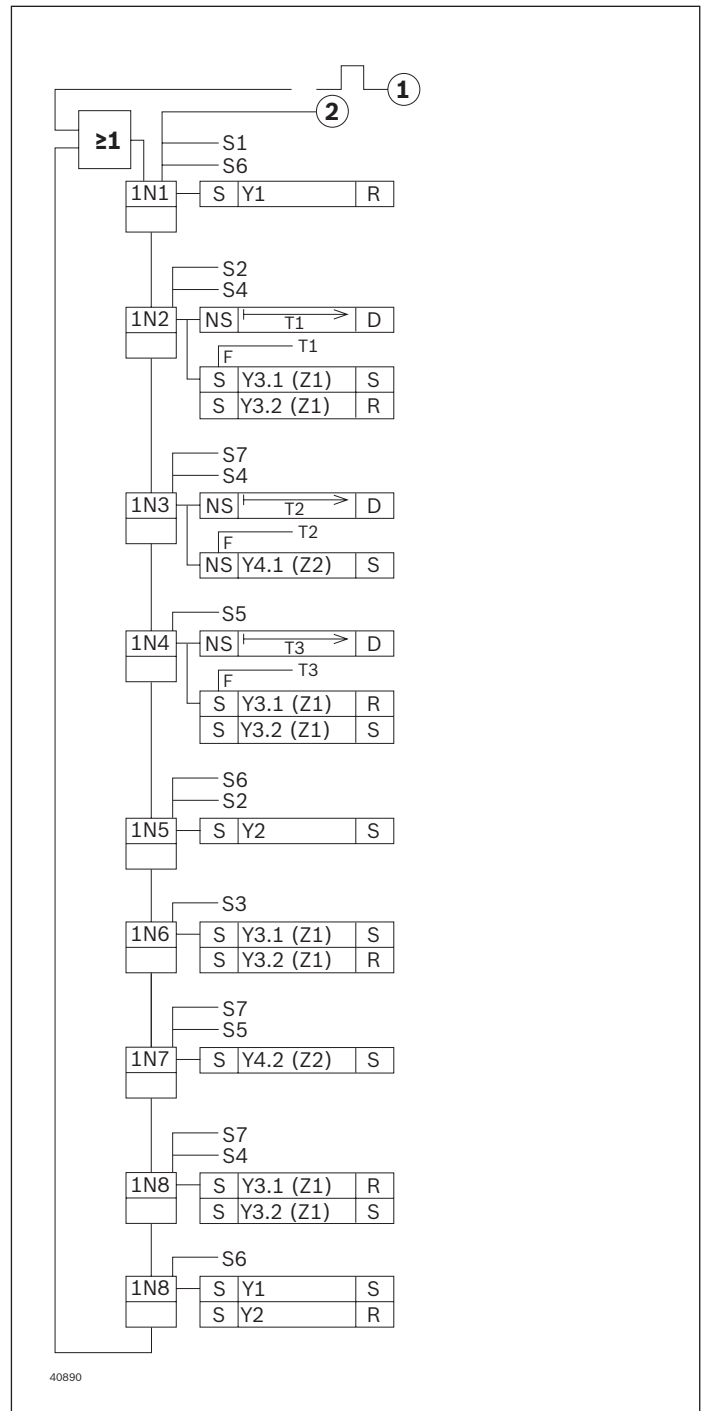 1
2
≥1
S1
S6
1N1 S Y1 R
S2
S4
1N2 NS T1 D
F T1
S Y3.1 (Z1) S
S Y3.2 (Z1) R
S7
S4
1N3 NS T2 D
F T2
NS Y4.1 (Z2) S
S5
1N4 NS T3 D
F T3
S Y3.1 (Z1) R
S Y3.2 (Z1) S
S6
S2
1N5 S Y2 S
S3
1N6 S Y3.1 (Z1) S
S Y3.2 (Z1) R
S7
S5
1N7 S Y4.2 (Z2) S
S7
S4
1N8 S Y3.1 (Z1) R
S Y3.2 (Z1) S
S6
1N8 S Y1 S
S Y2 R
40890